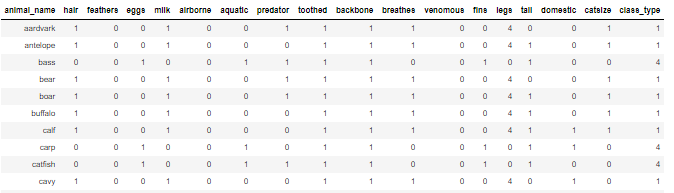 animal_name hair feathers eggs milk airborne aquatic predator toothed backbone breathes venomous fins legs tail domestic catsize class_type
aardvark 1 0 0 1 0 0 1 1 1 1 0 0 4 0 0 1 1
antelope 1 0 0 1 0 0 0 1 1 1 0 0 4 1 0 1 1
bass 0 0 1 0 0 1 1 1 1 0 0 1 0 1 0 0 4
bear 1 0 0 1 0 0 1 1 1 1 0 0 4 0 0 1 1
boar 1 0 0 1 0 0 1 1 1 1 0 0 4 1 0 1 1
buffalo 1 0 0 1 0 0 0 1 1 1 0 0 4 1 0 1 1
calf 1 0 0 1 0 0 0 1 1 1 0 0 4 1 1 1 1
carp 0 0 1 0 0 1 0 1 1 0 0 1 0 1 1 0 4
catfish 0 0 1 0 0 1 1 1 1 0 0 1 0 1 0 0 4
cavy 1 0 0 1 0 0 0 1 1 1 0 0 4 0 1 0 1